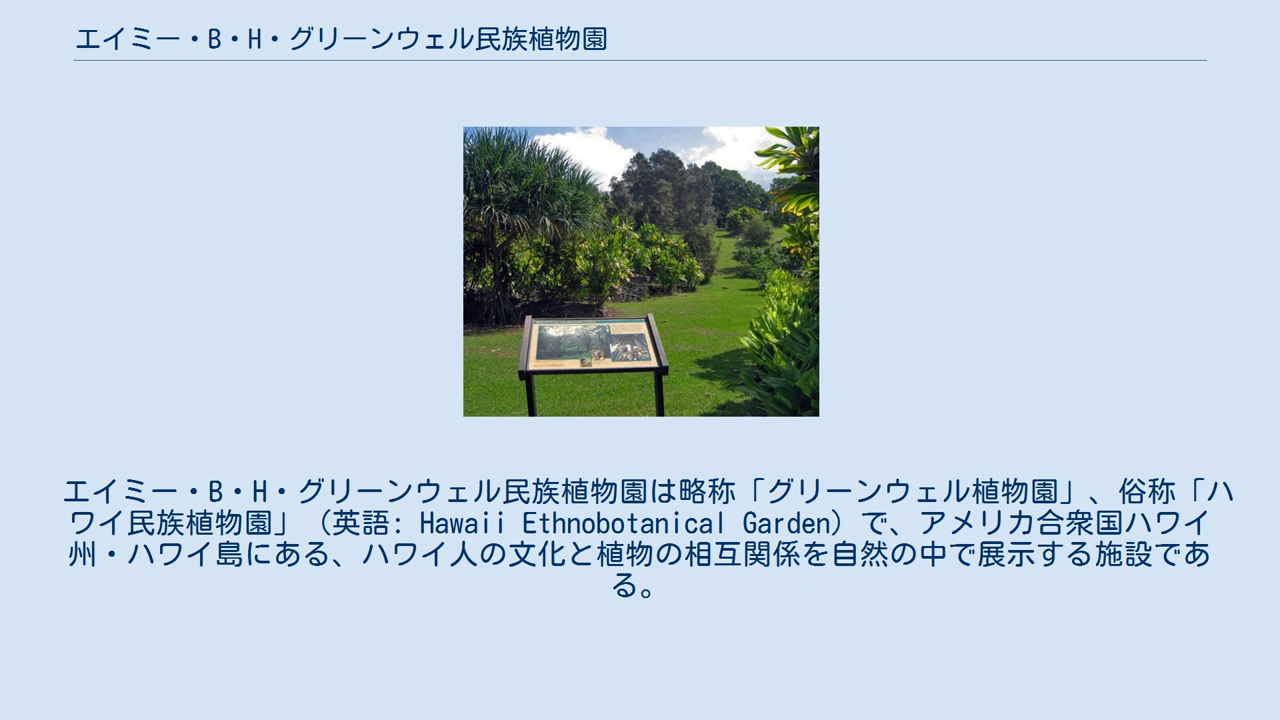 エイミー・B・H・グリーンウェル民族植物園
エイミー・B・H・グリーンウェル民族植物園は略称「グリーンウェル植物園」、俗称「ハ
ワイ民族植物園」（英語: Hawaii Ethnobotanical Garden）で、アメリカ合衆国ハワイ
州・ハワイ島にある、ハワイ人の文化と植物の相互関係を自然の中で展示する施設であ
る。